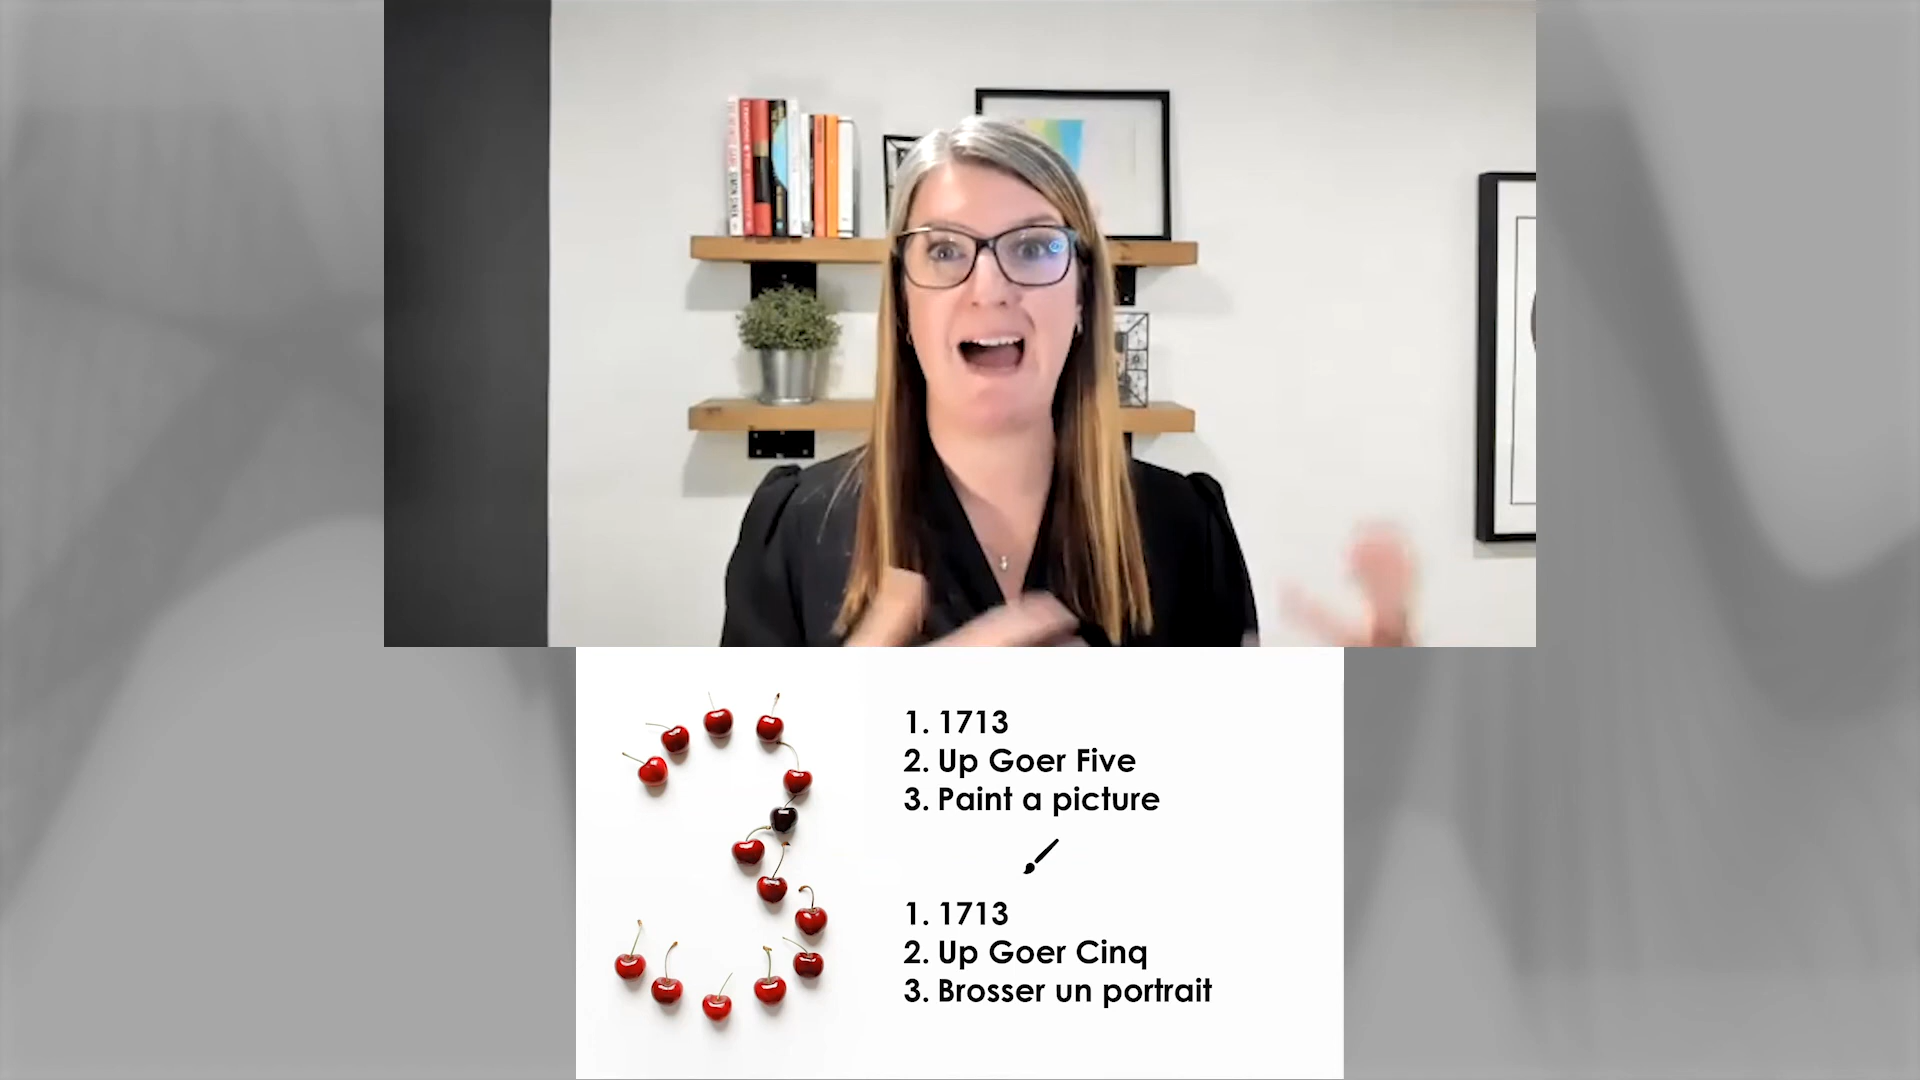 1. 1713
2. Up Goer Five
3. Paint a picture
1. 1713
2. Up Goer Cinq
3. Brosser un portrait